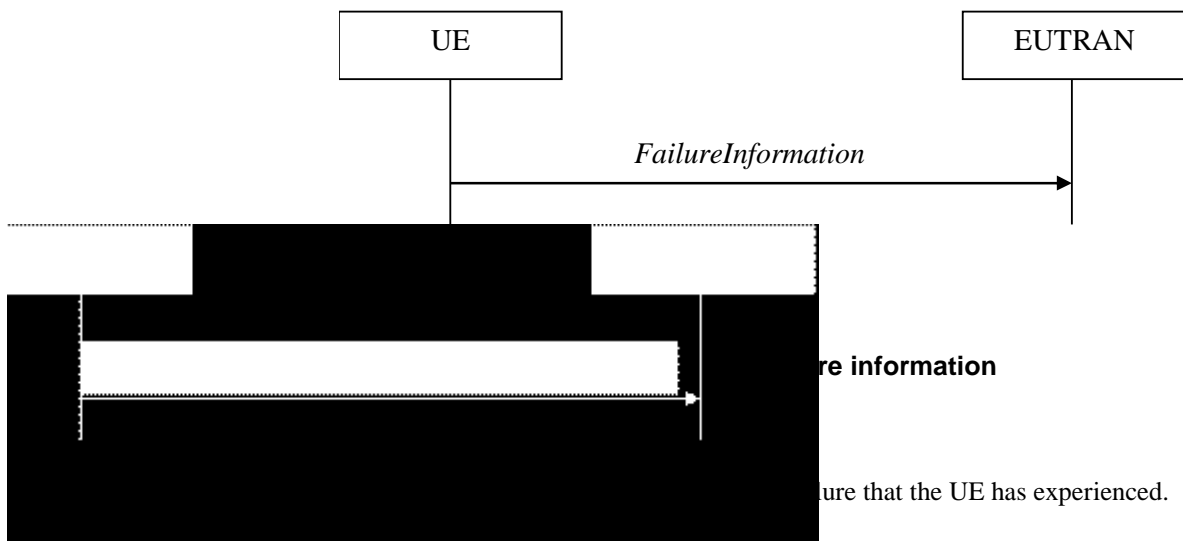 UE
EUTRAN
FailureInformation
re information
lure that the UE has experienced.